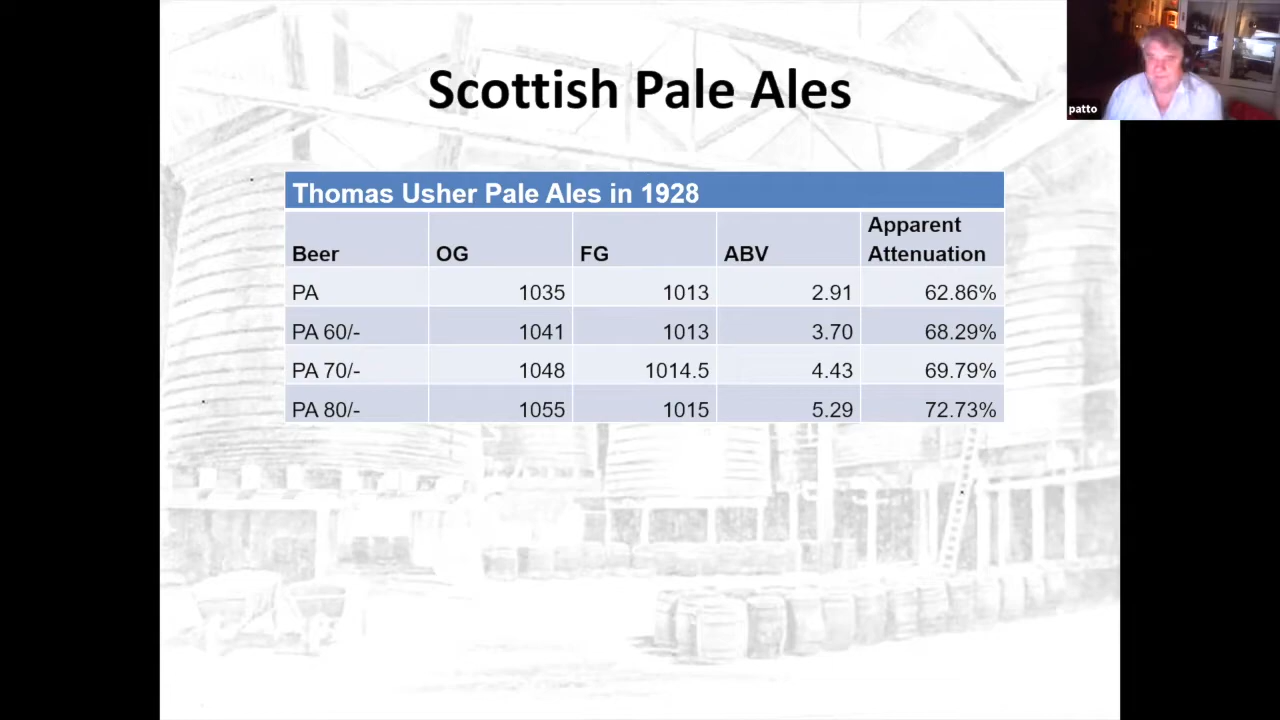 Scottish Pale Ales
patto
Thomas Usher Pale Ales in 1928
Beer OG FG ABV Apparent Attenuation
PA 1035 1013 2.91 62.86%
PA 60/- 1041 1013 3.70 68.29%
PA 70/- 1048 1014.5 4.43 69.79%
PA 80/- 1055 1015 5.29 72.73%